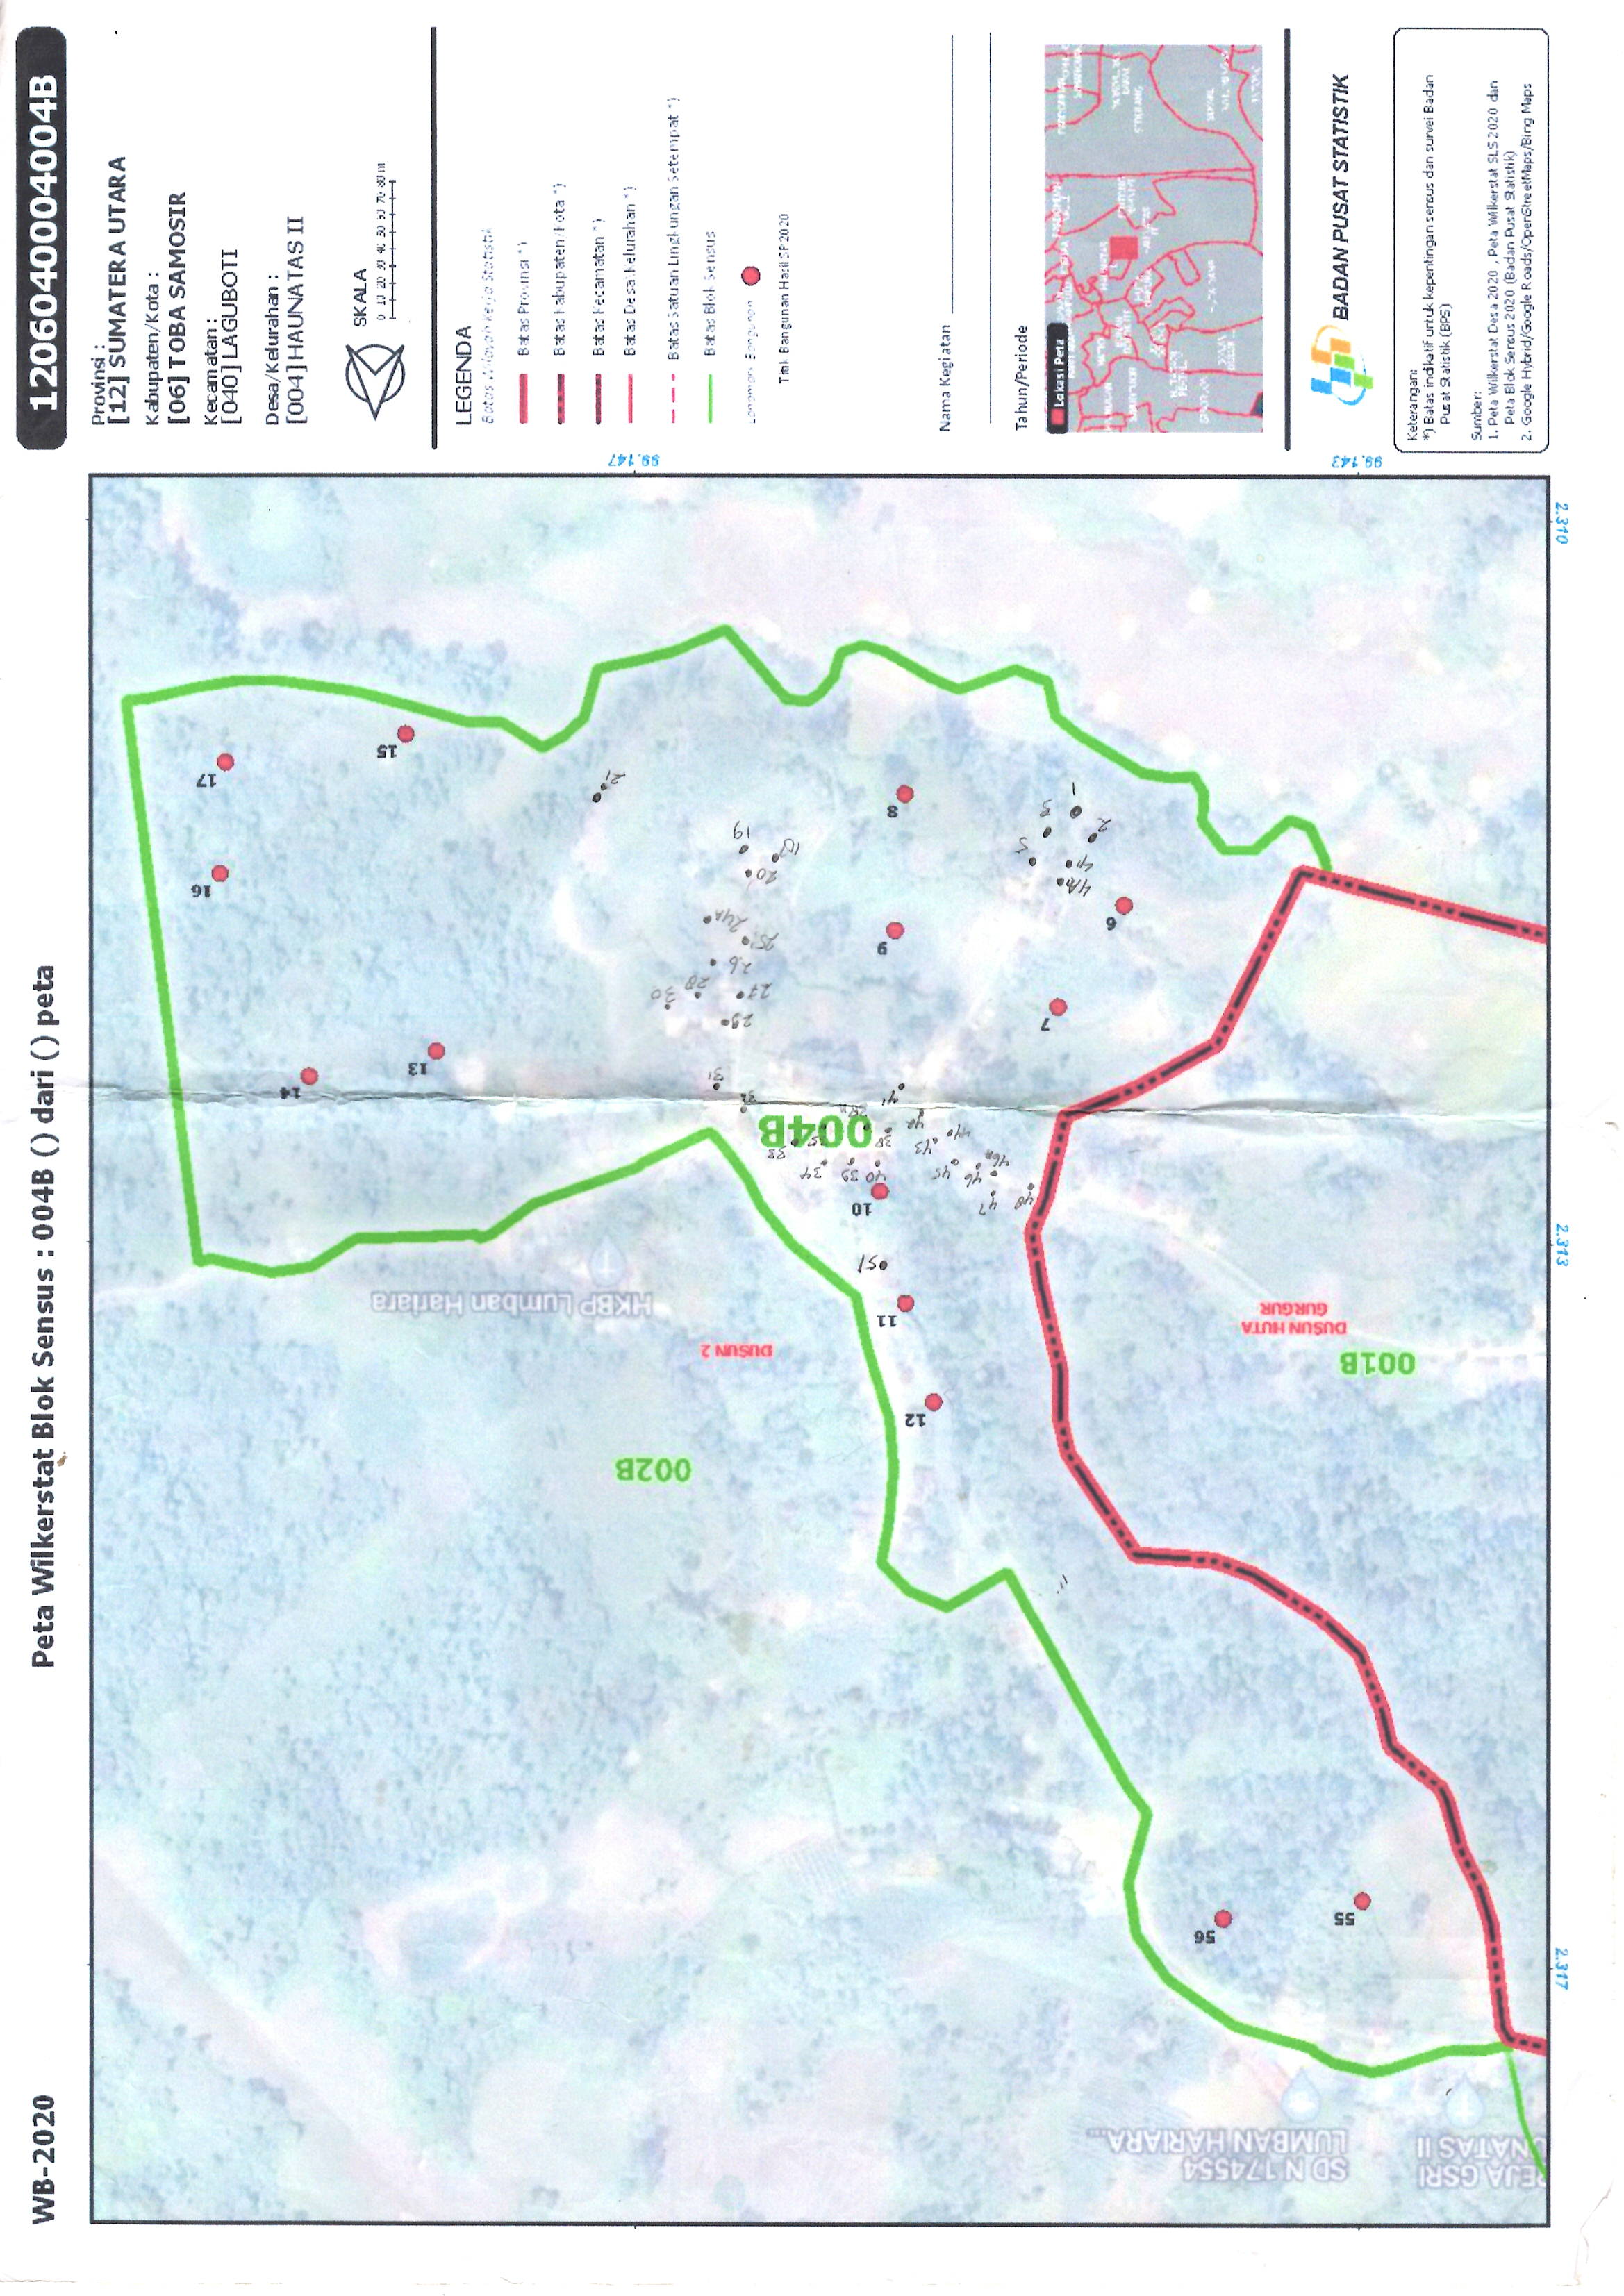 WB-2020
Peta Wilkerstat Blok Sensus : 004B () dari () peta
EJA GSRI
NATAS II
SD N 174554
LUMBAN HARIARA...
55
56
002B
12
DUSUN 2
001B
DUSUN HUTA
GURGUR
11
HKBP Lumban Hariara
51
10
48
47
46
45
40
39
34
46A
43
33
38
004B
42
41
32
31
13
14
7
29
27
28
30
26
25
24A
9
6
4A
4
5
2
3
1
20
18
19
16
8
21
15
17
2.317
2.313
2.310
99.143
99.147
12060400004004B
Provinsi :
[12] SUMATERA UTARA
Kabupaten/Kota :
[06] TOBA SAMOSIR
Kecamatan :
[040] LAGUBOTI
Desa/Kelurahan :
[004] HAUNATAS II
SKALA
0 10 20 30 40 50 60 70 80 m
LEGENDA
Batas Wilayah Kerja Statistik
Batas Provinsi *)
Batas Kabupaten/Kota *)
Batas Kecamatan *)
Batas Desa/Kelurahan *)
Batas Satuan Lingkungan Setempat *)
Batas Blok Sensus
Titik Bangunan Hasil SP2020
Nama Kegiatan
Tahun/Periode
Lokasi Peta
BADAN PUSAT STATISTIK
Keterangan:
*) Batas indikatif untuk kepentingan sensus dan survei Badan
Pusat Statistik (BPS)
Sumber:
1. Peta Wilkerstat Desa 2020 , Peta Wilkerstat SLS 2020 dan
Peta Blok Sensus 2020 (Badan Pusat Statistik)
2. Google Hybrid/Google Roads/OpenStreetMaps/Bing Maps